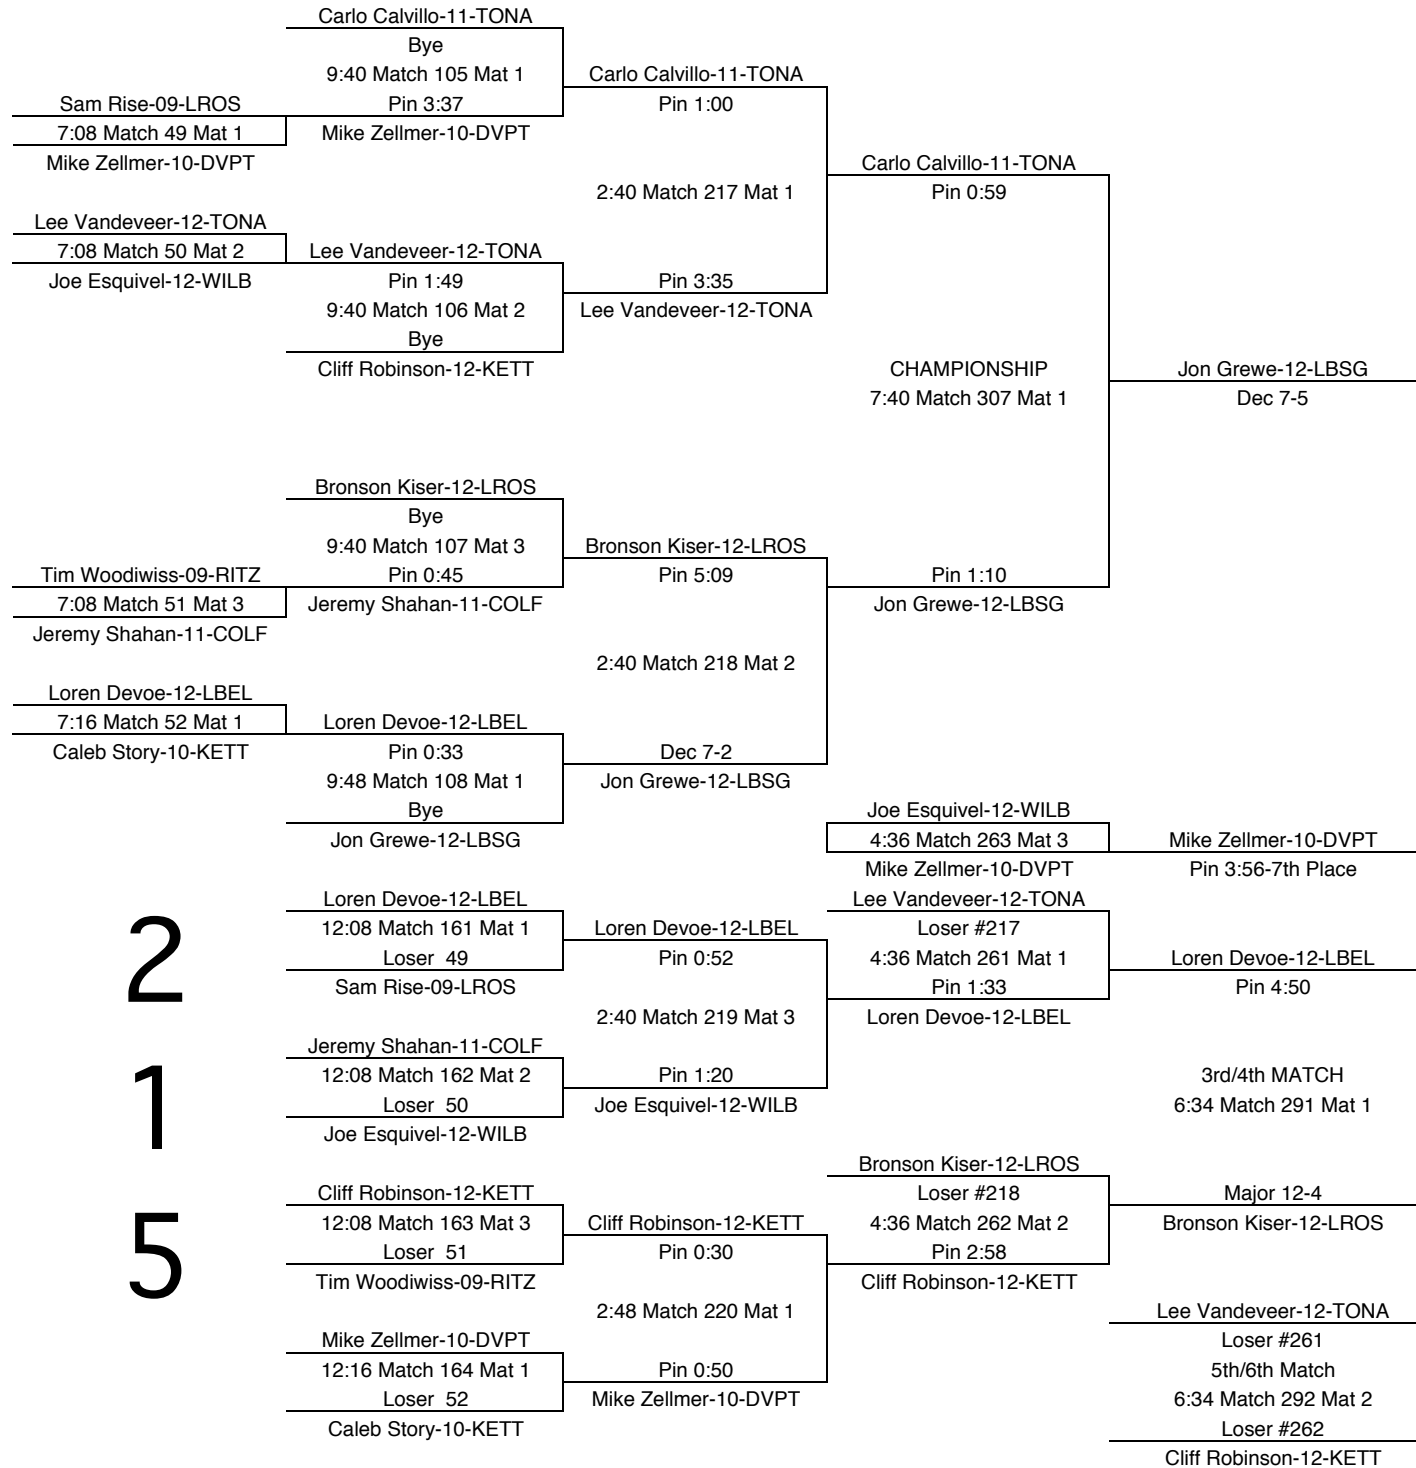 Carlo Calvillo-11-TONA
Bye
9:40 Match 105 Mat 1
Carlo Calvillo-11-TONA
Sam Rise-09-LROS
Pin 3:37
Pin 1:00
7:08 Match 49 Mat 1
Mike Zellmer-10-DVPT
Mike Zellmer-10-DVPT
Carlo Calvillo-11-TONA
2:40 Match 217 Mat 1
Pin 0:59
Lee Vandeveer-12-TONA
7:08 Match 50 Mat 2
Lee Vandeveer-12-TONA
Joe Esquivel-12-WILB
Pin 1:49
Pin 3:35
9:40 Match 106 Mat 2
Lee Vandeveer-12-TONA
Bye
Cliff Robinson-12-KETT
CHAMPIONSHIP
Jon Grewe-12-LBSG
7:40 Match 307 Mat 1
Dec 7-5
Bronson Kiser-12-LROS
Bye
9:40 Match 107 Mat 3
Bronson Kiser-12-LROS
Tim Woodiwiss-09-RITZ
Pin 0:45
Pin 5:09
Pin 1:10
7:08 Match 51 Mat 3
Jeremy Shahan-11-COLF
Jon Grewe-12-LBSG
Jeremy Shahan-11-COLF
2:40 Match 218 Mat 2
Loren Devoe-12-LBEL
7:16 Match 52 Mat 1
Loren Devoe-12-LBEL
Caleb Story-10-KETT
Pin 0:33
Dec 7-2
9:48 Match 108 Mat 1
Jon Grewe-12-LBSG
Bye
Joe Esquivel-12-WILB
Jon Grewe-12-LBSG
4:36 Match 263 Mat 3
Mike Zellmer-10-DVPT
Mike Zellmer-10-DVPT
Pin 3:56-7th Place
Loren Devoe-12-LBEL
Lee Vandeveer-12-TONA
2
12:08 Match 161 Mat 1
Loren Devoe-12-LBEL
Loser #217
Loser 49
Pin 0:52
4:36 Match 261 Mat 1
Loren Devoe-12-LBEL
Sam Rise-09-LROS
Pin 1:33
Pin 4:50
2:40 Match 219 Mat 3
Loren Devoe-12-LBEL
Jeremy Shahan-11-COLF
1
12:08 Match 162 Mat 2
Pin 1:20
3rd/4th MATCH
Loser 50
Joe Esquivel-12-WILB
6:34 Match 291 Mat 1
Joe Esquivel-12-WILB
Bronson Kiser-12-LROS
Cliff Robinson-12-KETT
Loser #218
Major 12-4
5
12:08 Match 163 Mat 3
Cliff Robinson-12-KETT
4:36 Match 262 Mat 2
Bronson Kiser-12-LROS
Loser 51
Pin 0:30
Pin 2:58
Tim Woodiwiss-09-RITZ
Cliff Robinson-12-KETT
2:48 Match 220 Mat 1
Lee Vandeveer-12-TONA
Mike Zellmer-10-DVPT
Loser #261
12:16 Match 164 Mat 1
Pin 0:50
5th/6th Match
Loser 52
Mike Zellmer-10-DVPT
6:34 Match 292 Mat 2
Caleb Story-10-KETT
Loser #262
Cliff Robinson-12-KETT